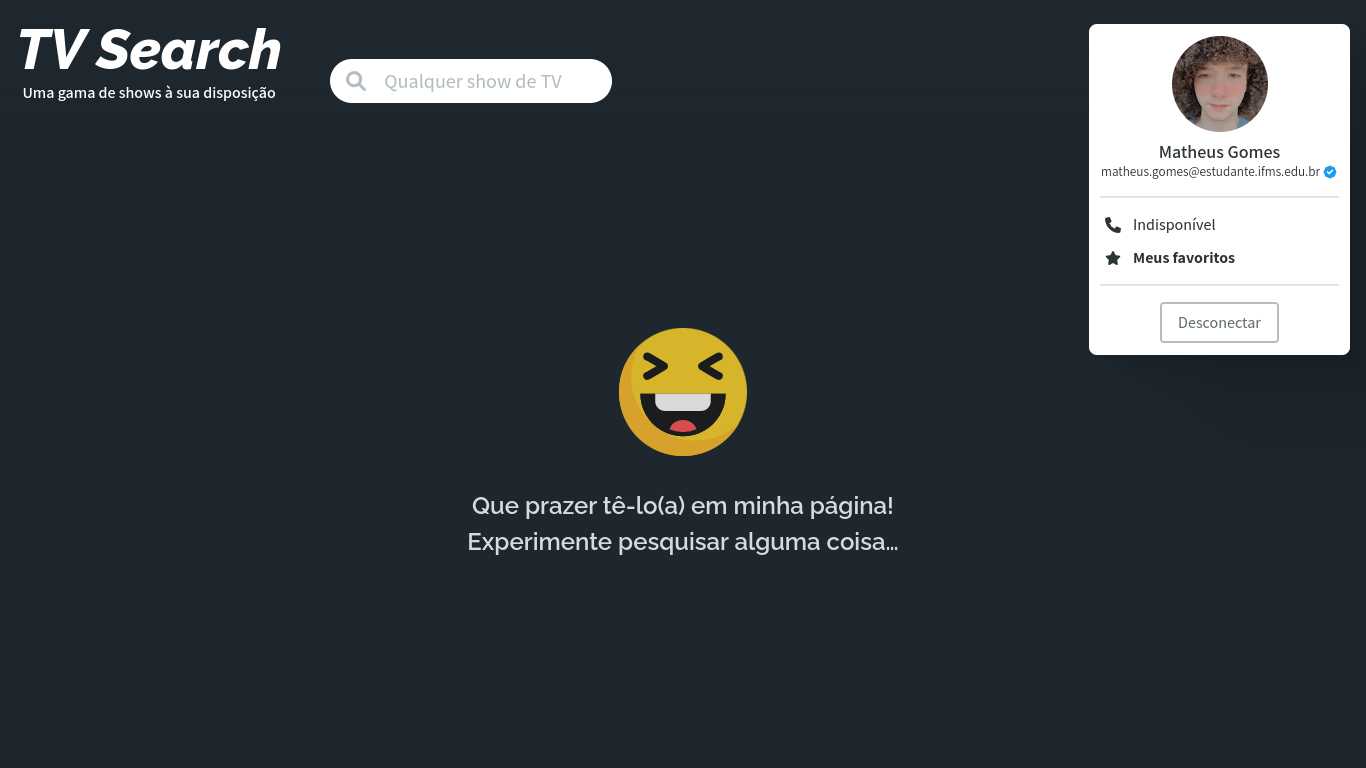 TV Search
Uma gama de shows à sua disposição
Qualquer show de TV
Matheus Gomes
matheus.gomes@estudante.ifms.edu.br
Indisponível
Meus favoritos
Desconectar
Que prazer tê-lo(a) em minha página!
Experimente pesquisar alguma coisa...